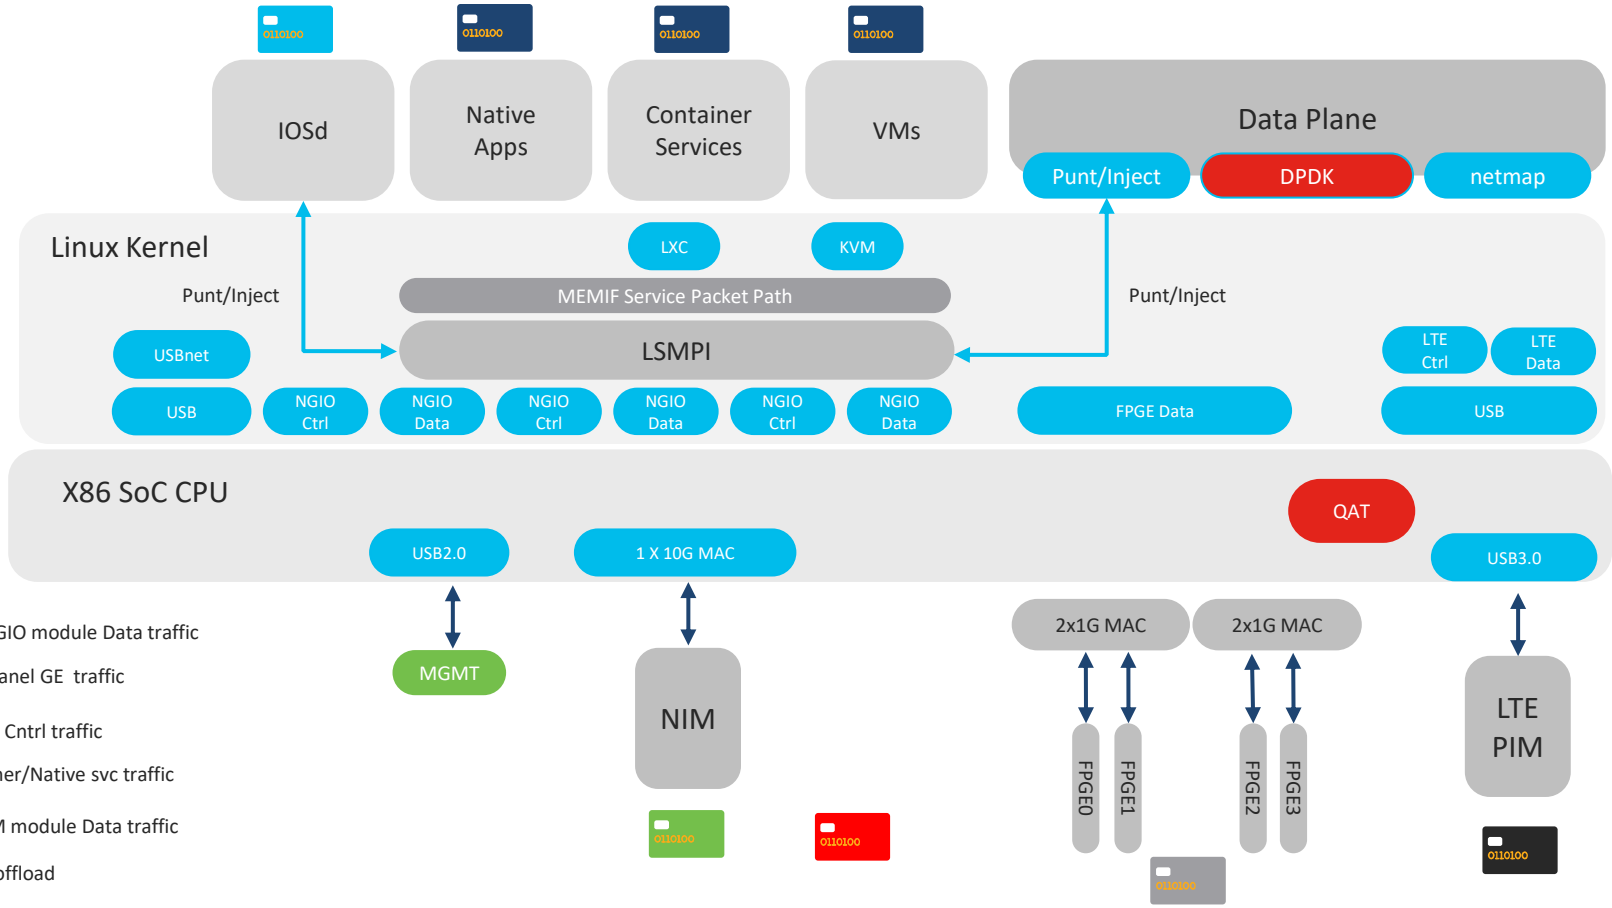 0110100
0110100
0110100
0110100
IOSd
Native
Apps
Container
Services
VMs
Data Plane
Punt/Inject
DPDK
netmap
Linux Kernel
LXC
KVM
Punt/Inject
MEMIF Service Packet Path
Punt/Inject
USBnet
LSMPI
LTE
Ctrl
LTE
Data
USB
NGIO
Ctrl
NGIO
Data
NGIO
Ctrl
NGIO
Data
NGIO
Ctrl
NGIO
Data
FPGE Data
USB
X86 SoC CPU
QAT
USB2.0
1 X 10G MAC
USB3.0
GIO module Data traffic
anel GE traffic
Cntrl traffic
ner/Native svc traffic
M module Data traffic
offload
MGMT
NIM
2x1G MAC
2x1G MAC
FPGE0
FPGE1
FPGE2
FPGE3
LTE
PIM
0110100
0110100
0110100
0110100